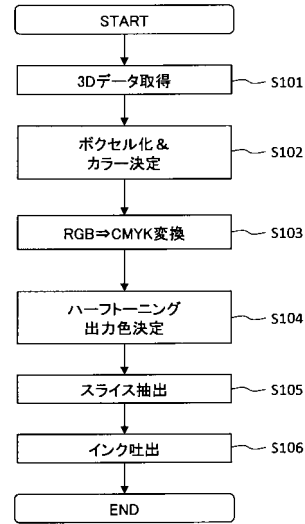 START
3Dデータ取得
S101
ボクセル化&
カラー決定
S102
RGB⇒CMYK変換
S103
ハーフトーニング
出力色決定
S104
スライス抽出
S105
インク吐出
S106
END